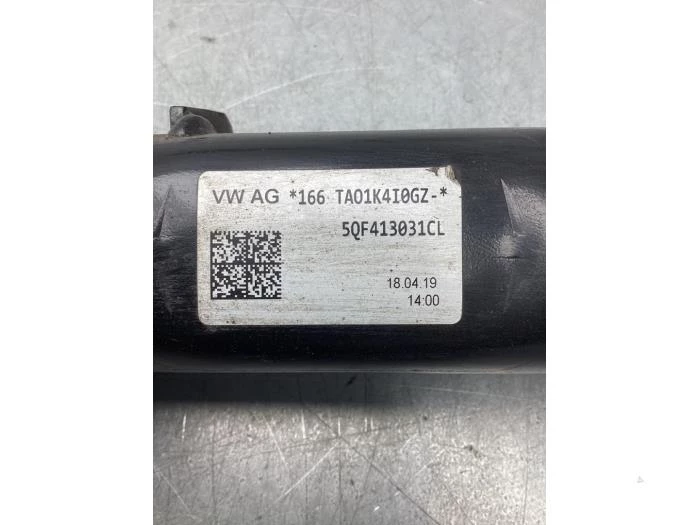 VW AG *166 TA01K4I0GZ-*
5QF413031CL
18.04.19
14:00